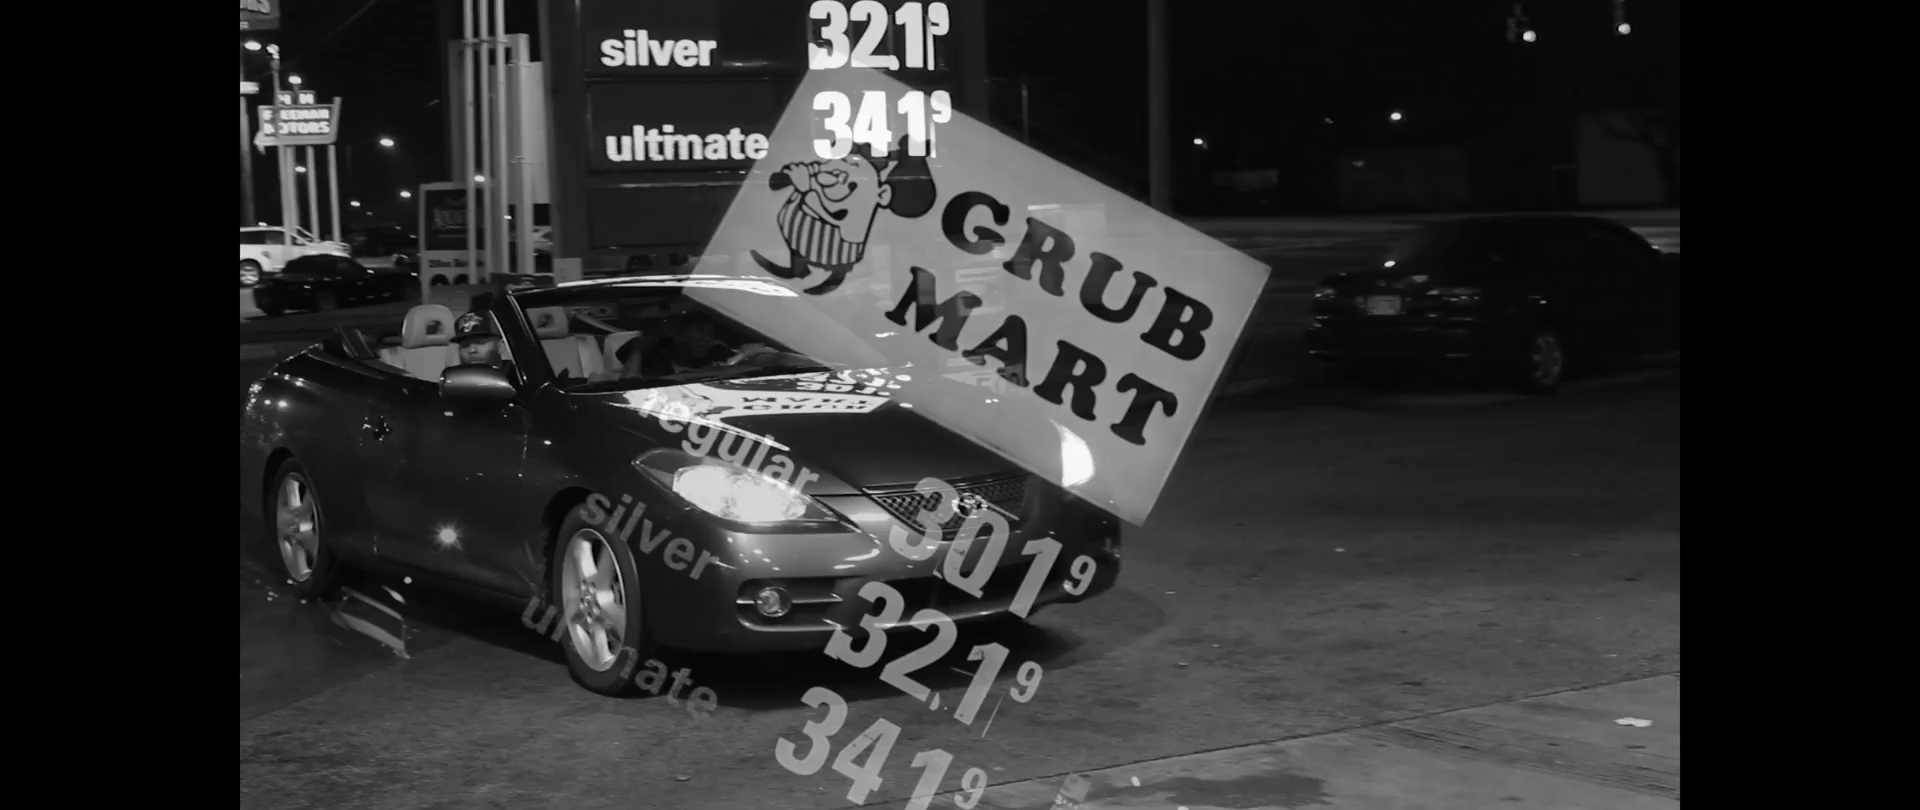 silver 321⁹
ultimate 341⁹
FREEMAN
MOTORS
GRUB
MART
regular 301⁹
silver 321⁹
ultimate 341⁹